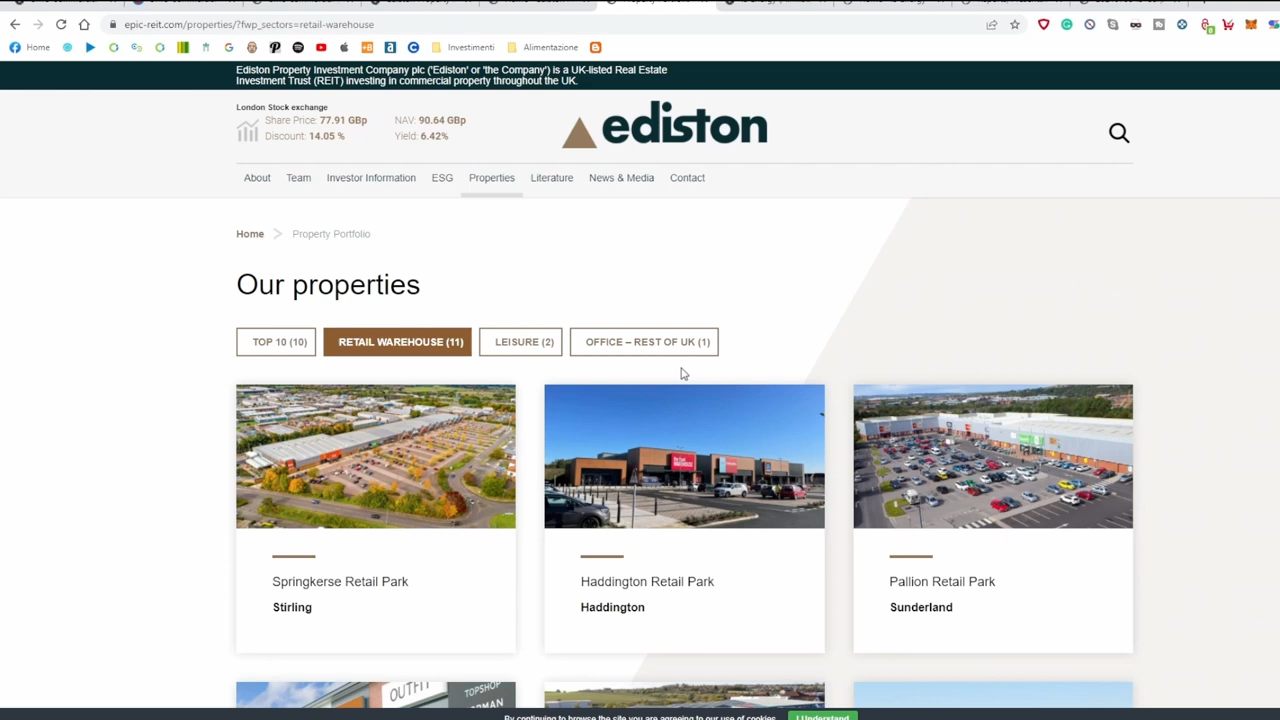 epic-reit.com/properties/?fwp_sectors=retail-warehouse
Home
Investimenti
Alimentazione
Ediston Property Investment Company plc ('Ediston' or 'the Company') is a UK-listed Real Estate
Investment Trust (REIT) investing in commercial property throughout the UK.
London Stock exchange
Share Price: 77.91 GBp NAV: 90.64 GBp
Discount: 14.05 % Yield: 6.42%
ediston
About Team Investor Information ESG Properties Literature News & Media Contact
Home Property Portfolio
Our properties
TOP 10 (10) RETAIL WAREHOUSE (11) LEISURE (2) OFFICE – REST OF UK (1)
Springkerse Retail Park
Stirling
Haddington Retail Park
Haddington
Pallion Retail Park
Sunderland
OUTFIT
TOPSHOP
By continuing to browse the site you are agreeing to our use of cookies
I Understand